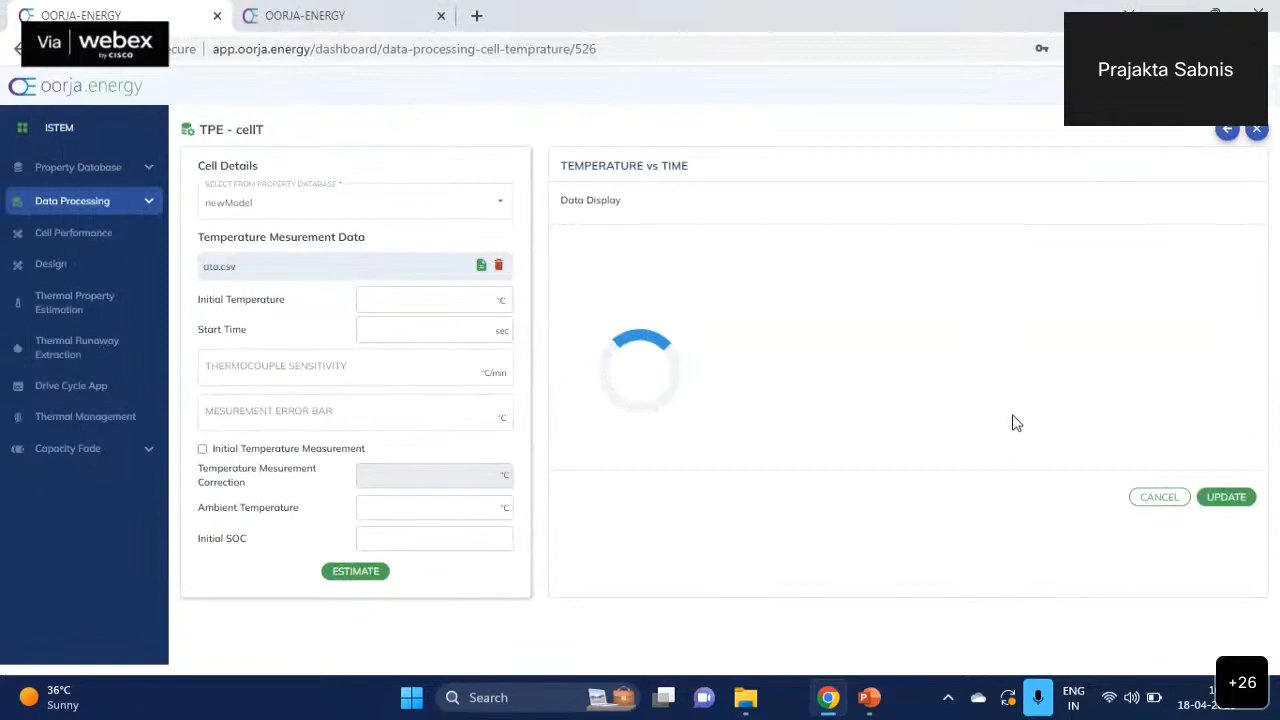 OORJA-ENERGY
OORJA-ENERGY
Via webex
by CISCO
ecure
app.oorja.energy/dashboard/data-processing-cell-temprature/526
Prajakta Sabnis
oorja.energy
ISTEM
Property Database
Data Processing
Cell Performance
Design
Thermal Property
Estimation
Thermal Runaway
Extraction
Drive Cycle App
Thermal Management
Capacity Fade
TPE - cellT
Cell Details
SELECT FROM PROPERTY DATABASE *
newModel
Temperature Mesurement Data
ata.csv
Initial Temperature °C
Start Time sec
THERMOCOUPLE SENSITIVITY °C/min
MESUREMENT ERROR BAR °C
Initial Temperature Measurement
Temperature Mesurement
Correction °C
Ambient Temperature °C
Initial SOC
ESTIMATE
TEMPERATURE vs TIME
Data Display
CANCEL UPDATE
36°C
Sunny
Search
ENG
IN
18-04-2
+26